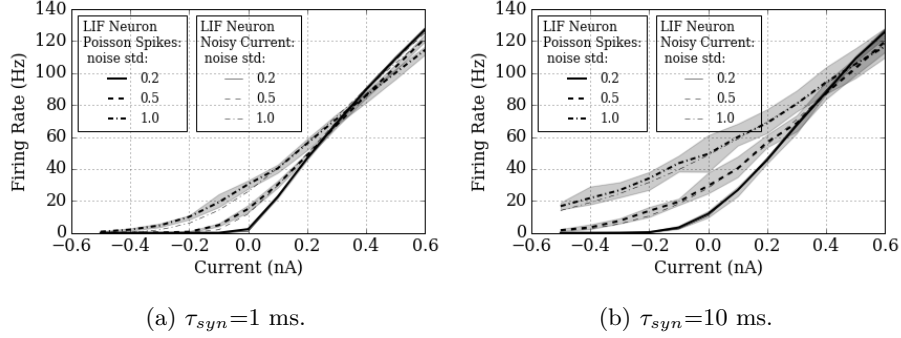 140
120
100
80
60
40
20
0
Firing Rate (Hz)
LIF Neuron
Poisson Spikes:
noise std:
0.2
0.5
1.0
LIF Neuron
Noisy Current:
noise std:
0.2
0.5
1.0
−0.6 −0.4 −0.2 0.0 0.2 0.4 0.6
Current (nA)
(a) τsyn=1 ms.
140
120
100
80
60
40
20
0
Firing Rate (Hz)
LIF Neuron
Poisson Spikes:
noise std:
0.2
0.5
1.0
LIF Neuron
Noisy Current:
noise std:
0.2
0.5
1.0
−0.6 −0.4 −0.2 0.0 0.2 0.4 0.6
Current (nA)
(b) τsyn=10 ms.